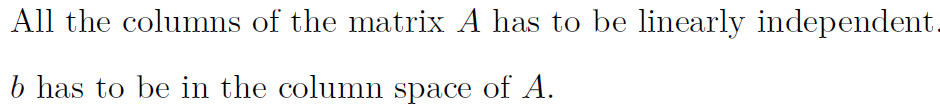 All the columns of the matrix A has to be linearly independent.
b has to be in the column space of A.